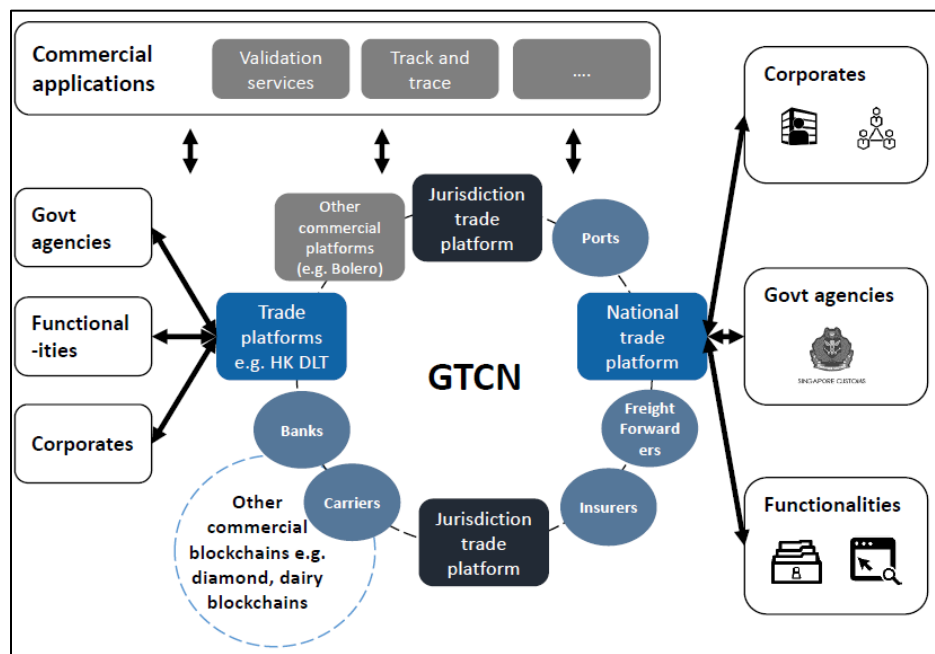 Commercial
applications
Validation
services
Track and
trace
....
Corporates
Govt
agencies
Functional
-ities
Corporates
Other
commercial
platforms
(e.g. Bolero)
Jurisdiction
trade
platform
Ports
Trade
platforms
e.g. HK DLT
National
trade
platform
GTCN
Govt agencies
SINGAPORE CUSTOMS
Banks
Carriers
Freight
Forward
ers
Insurers
Jurisdiction
trade
platform
Other
commercial
blockchains e.g.
diamond, dairy
blockchains
Functionalities